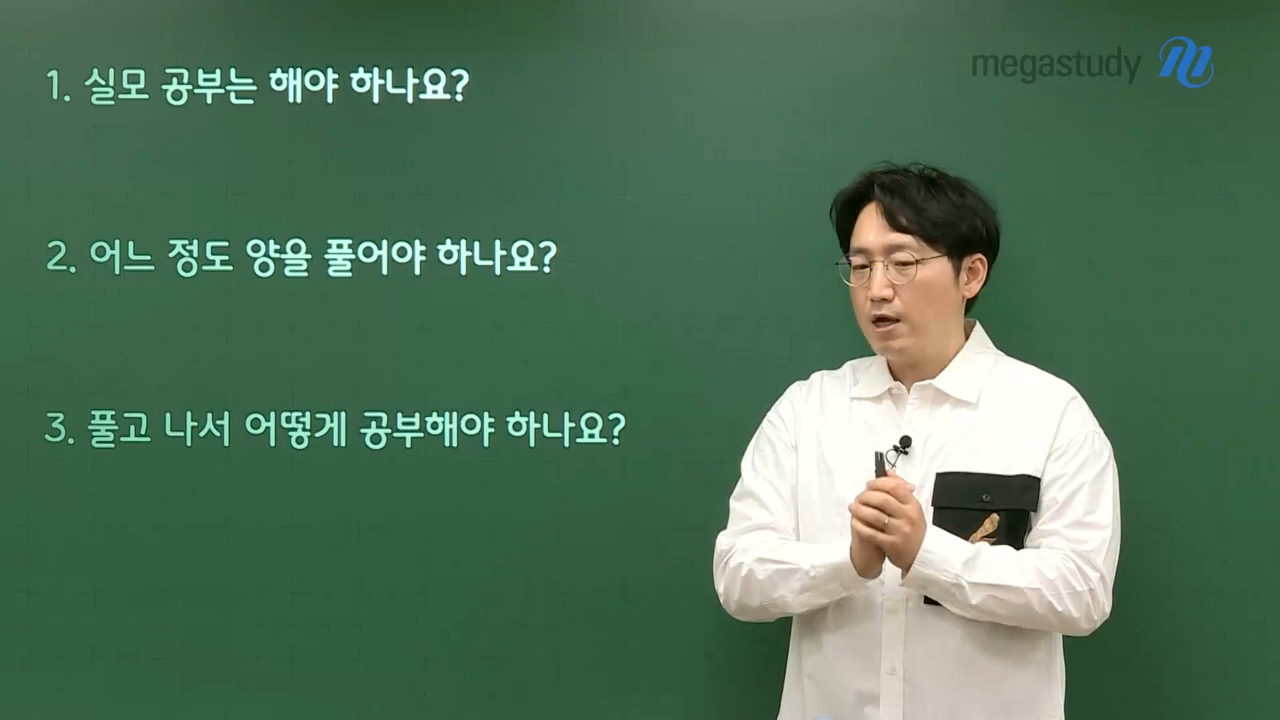 megastudy
1. 실모 공부는 해야 하나요?
2. 어느 정도 양을 풀어야 하나요?
3. 풀고 나서 어떻게 공부해야 하나요?